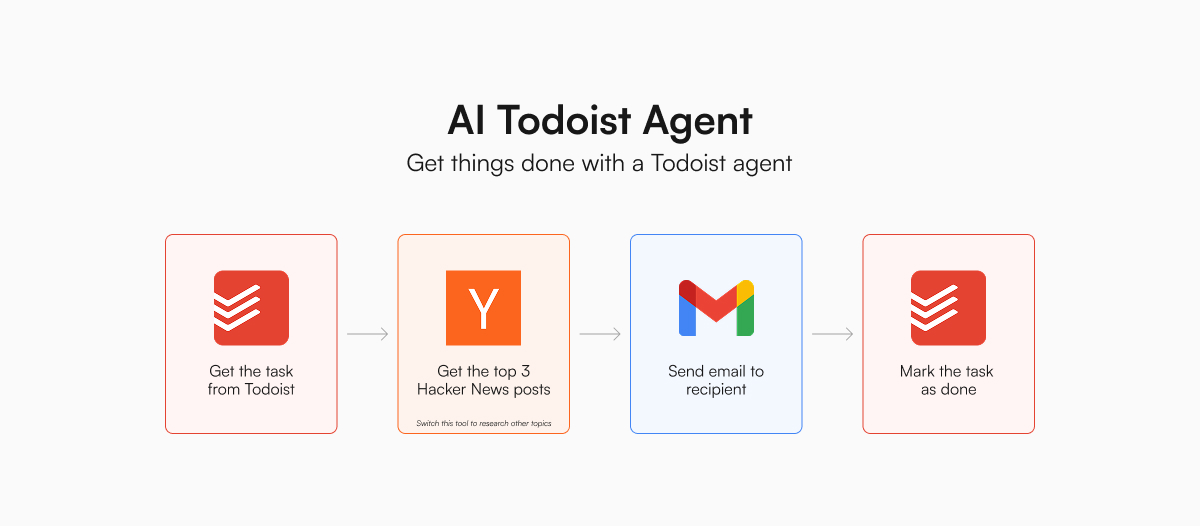 AI Todoist Agent
Get things done with a Todoist agent
Get the task
from Todoist
Y
Get the top 3
Hacker News posts
Switch this tool to research other topics
Send email to
recipient
Mark the task
as done